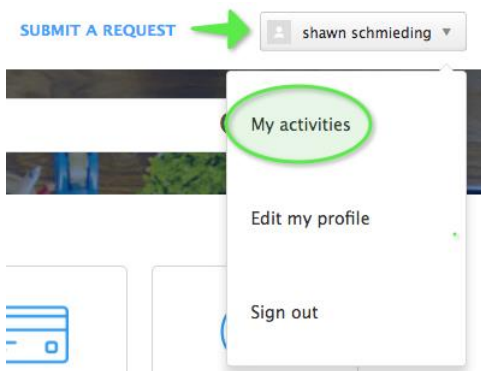 SUBMIT A REQUEST
shawn schmieding
My activities
Edit my profile
Sign out